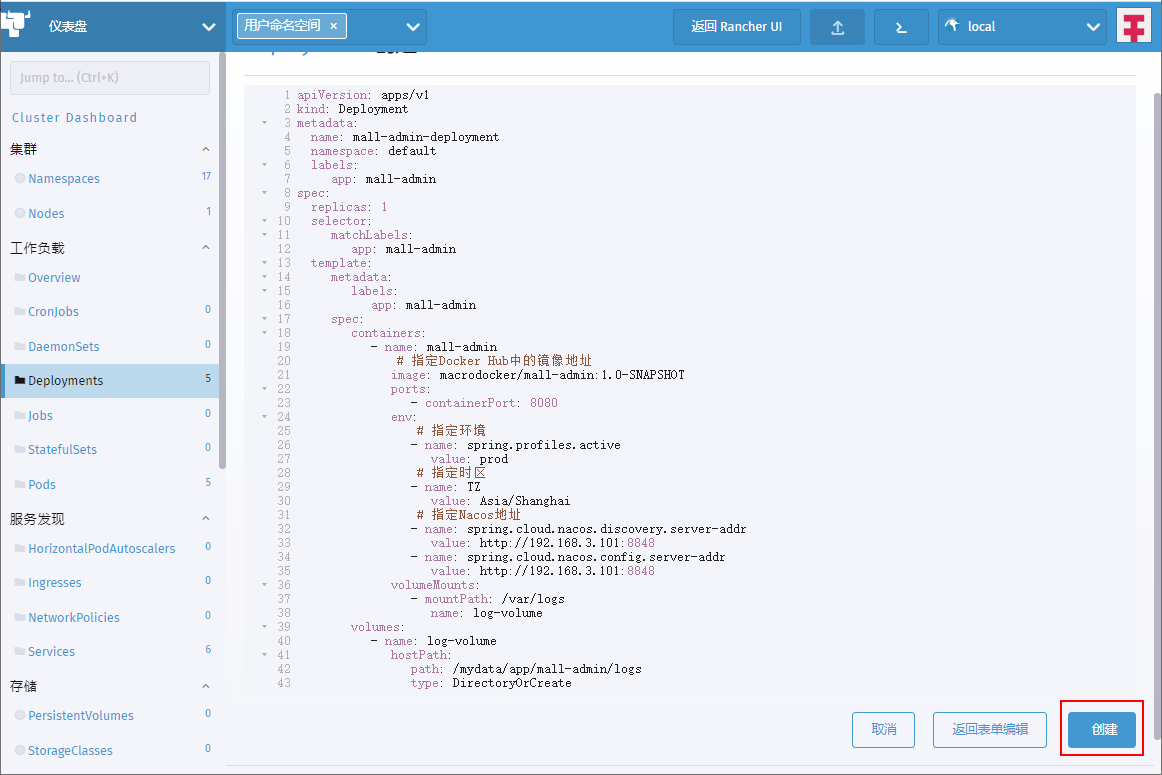 仪表盘
用户命名空间 ×
返回 Rancher UI
local
Jump to... (Ctrl+K)
Cluster Dashboard
集群
Namespaces 17
Nodes 1
工作负载
Overview
CronJobs 0
DaemonSets 0
Deployments 5
Jobs 0
StatefulSets 0
Pods 5
服务发现
HorizontalPodAutoscalers 0
Ingresses 0
NetworkPolicies 0
Services 6
存储
PersistentVolumes 0
StorageClasses 0
1 apiVersion: apps/v1
2 kind: Deployment
3 metadata:
4 name: mall-admin-deployment
5 namespace: default
6 labels:
7 app: mall-admin
8 spec:
9 replicas: 1
10 selector:
11 matchLabels:
12 app: mall-admin
13 template:
14 metadata:
15 labels:
16 app: mall-admin
17 spec:
18 containers:
19 - name: mall-admin
20 # 指定Docker Hub中的镜像地址
21 image: macrodocker/mall-admin:1.0-SNAPSHOT
22 ports:
23 - containerPort: 8080
24 env:
25 # 指定环境
26 - name: spring.profiles.active
27 value: prod
28 # 指定时区
29 - name: TZ
30 value: Asia/Shanghai
31 # 指定Nacos地址
32 - name: spring.cloud.nacos.discovery.server-addr
33 value: http://192.168.3.101:8848
34 - name: spring.cloud.nacos.config.server-addr
35 value: http://192.168.3.101:8848
36 volumeMounts:
37 - mountPath: /var/logs
38 name: log-volume
39 volumes:
40 - name: log-volume
41 hostPath:
42 path: /mydata/app/mall-admin/logs
43 type: DirectoryOrCreate
取消
返回表单编辑
创建